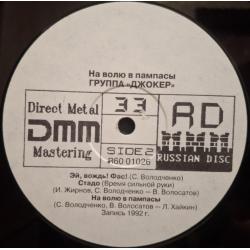 На волю в пампасы
ГРУППА «ДЖОКЕР»
Direct Metal
DMM
Mastering
33
SIDE 2
R60 01026
RD
RUSSIAN DISC
Эй, вождь! Фас! (С. Володченко)
Стадо (Время сильной руки)
(И. Жирнов, С. Володченко — В. Волосатов)
На волю в пампасы
(С. Володченко, В. Волосатов — Л. Хайкин)
Запись 1992 г.